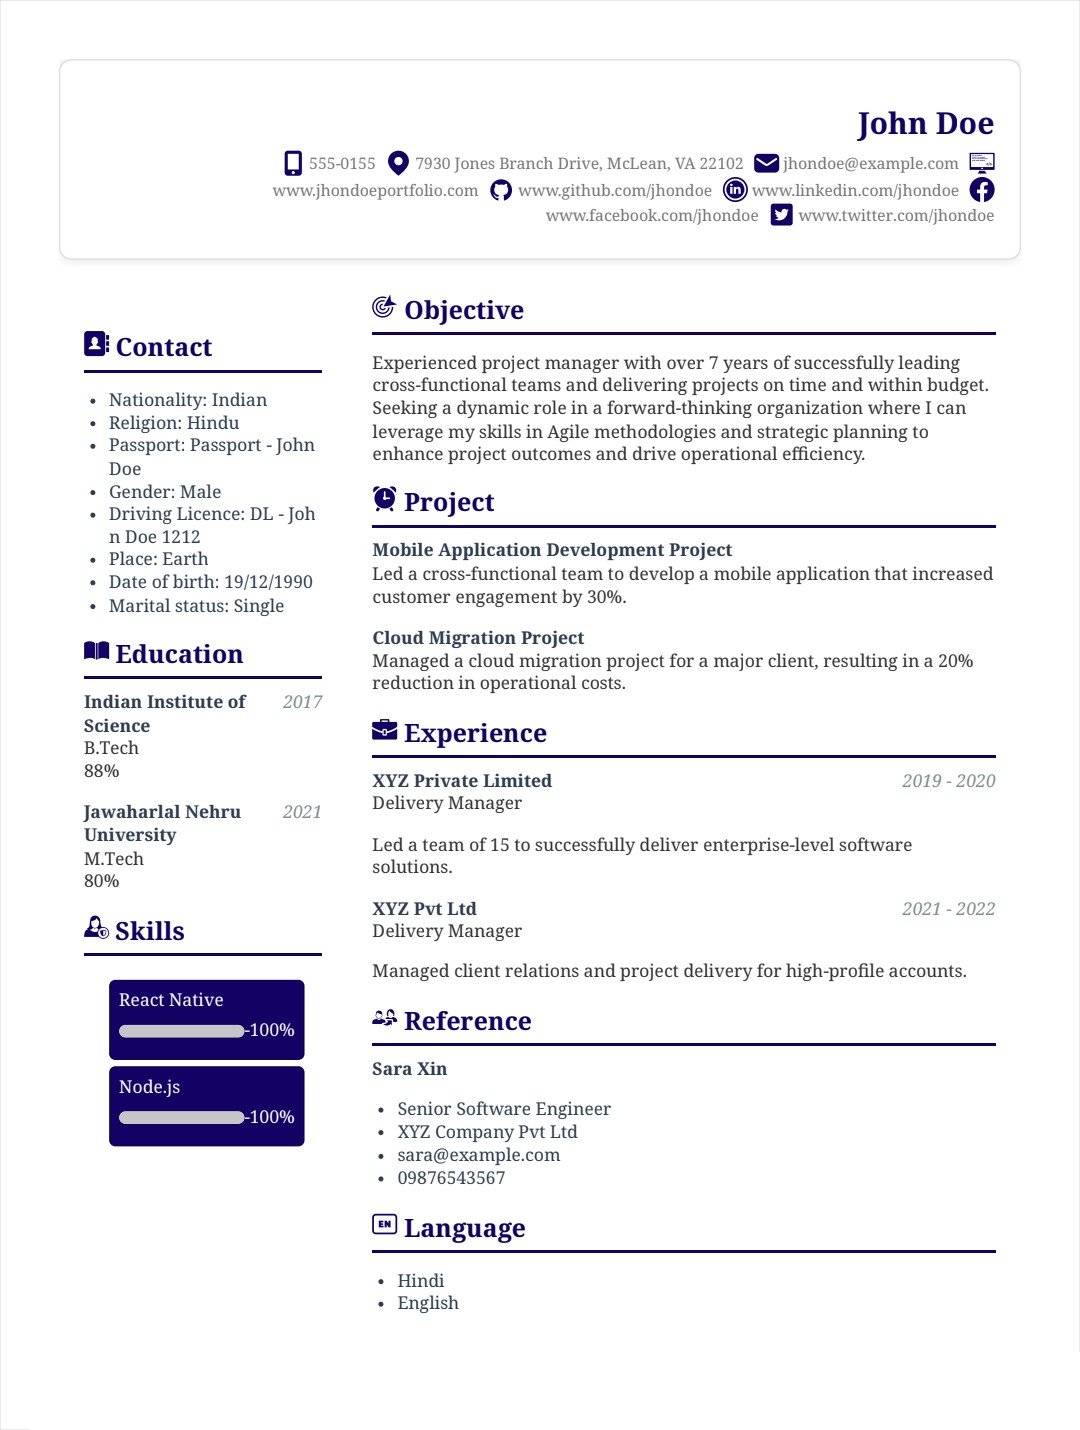 John Doe
555-0155 7930 Jones Branch Drive, McLean, VA 22102 jhondoe@example.com
www.jhondoeportfolio.com www.github.com/jhondoe www.linkedin.com/jhondoe
www.facebook.com/jhondoe www.twitter.com/jhondoe
Contact
Nationality: Indian
Religion: Hindu
Passport: Passport - John
Doe
Gender: Male
Driving Licence: DL - Joh
n Doe 1212
Place: Earth
Date of birth: 19/12/1990
Marital status: Single
Education
Indian Institute of 2017
Science
B.Tech
88%
Jawaharlal Nehru 2021
University
M.Tech
80%
Skills
React Native
-100%
Node.js
-100%
Objective
Experienced project manager with over 7 years of successfully leading
cross-functional teams and delivering projects on time and within budget.
Seeking a dynamic role in a forward-thinking organization where I can
leverage my skills in Agile methodologies and strategic planning to
enhance project outcomes and drive operational efficiency.
Project
Mobile Application Development Project
Led a cross-functional team to develop a mobile application that increased
customer engagement by 30%.
Cloud Migration Project
Managed a cloud migration project for a major client, resulting in a 20%
reduction in operational costs.
Experience
XYZ Private Limited 2019 - 2020
Delivery Manager
Led a team of 15 to successfully deliver enterprise-level software
solutions.
XYZ Pvt Ltd 2021 - 2022
Delivery Manager
Managed client relations and project delivery for high-profile accounts.
Reference
Sara Xin
Senior Software Engineer
XYZ Company Pvt Ltd
sara@example.com
09876543567
EN Language
Hindi
English